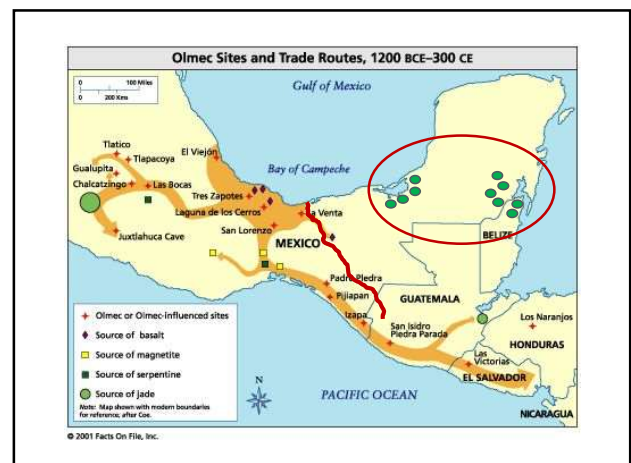 Olmec Sites and Trade Routes, 1200 BCE–300 CE
0 100 Miles
0 200 Kms
Gulf of Mexico
Tlatico
El Viejón
Tlapacoya
Gualupita
Bay of Campeche
Chalcatzingo
Las Bocas
Tres Zapotes
Laguna de los Cerros
La Venta
San Lorenzo
Juxtlahuca Cave
MEXICO
BELIZE
Padre Piedra
Pijiapan
GUATEMALA
Izapa
Los Naranjos
San Isidro
Piedra Parada
HONDURAS
Las
Victorias
EL SALVADOR
NICARAGUA
PACIFIC OCEAN
N
Olmec or Olmec-influenced sites
Source of basalt
Source of magnetite
Source of serpentine
Source of jade
Note: Map shown with modern boundaries
for reference; after Coe.
© 2001 Facts On File, Inc.